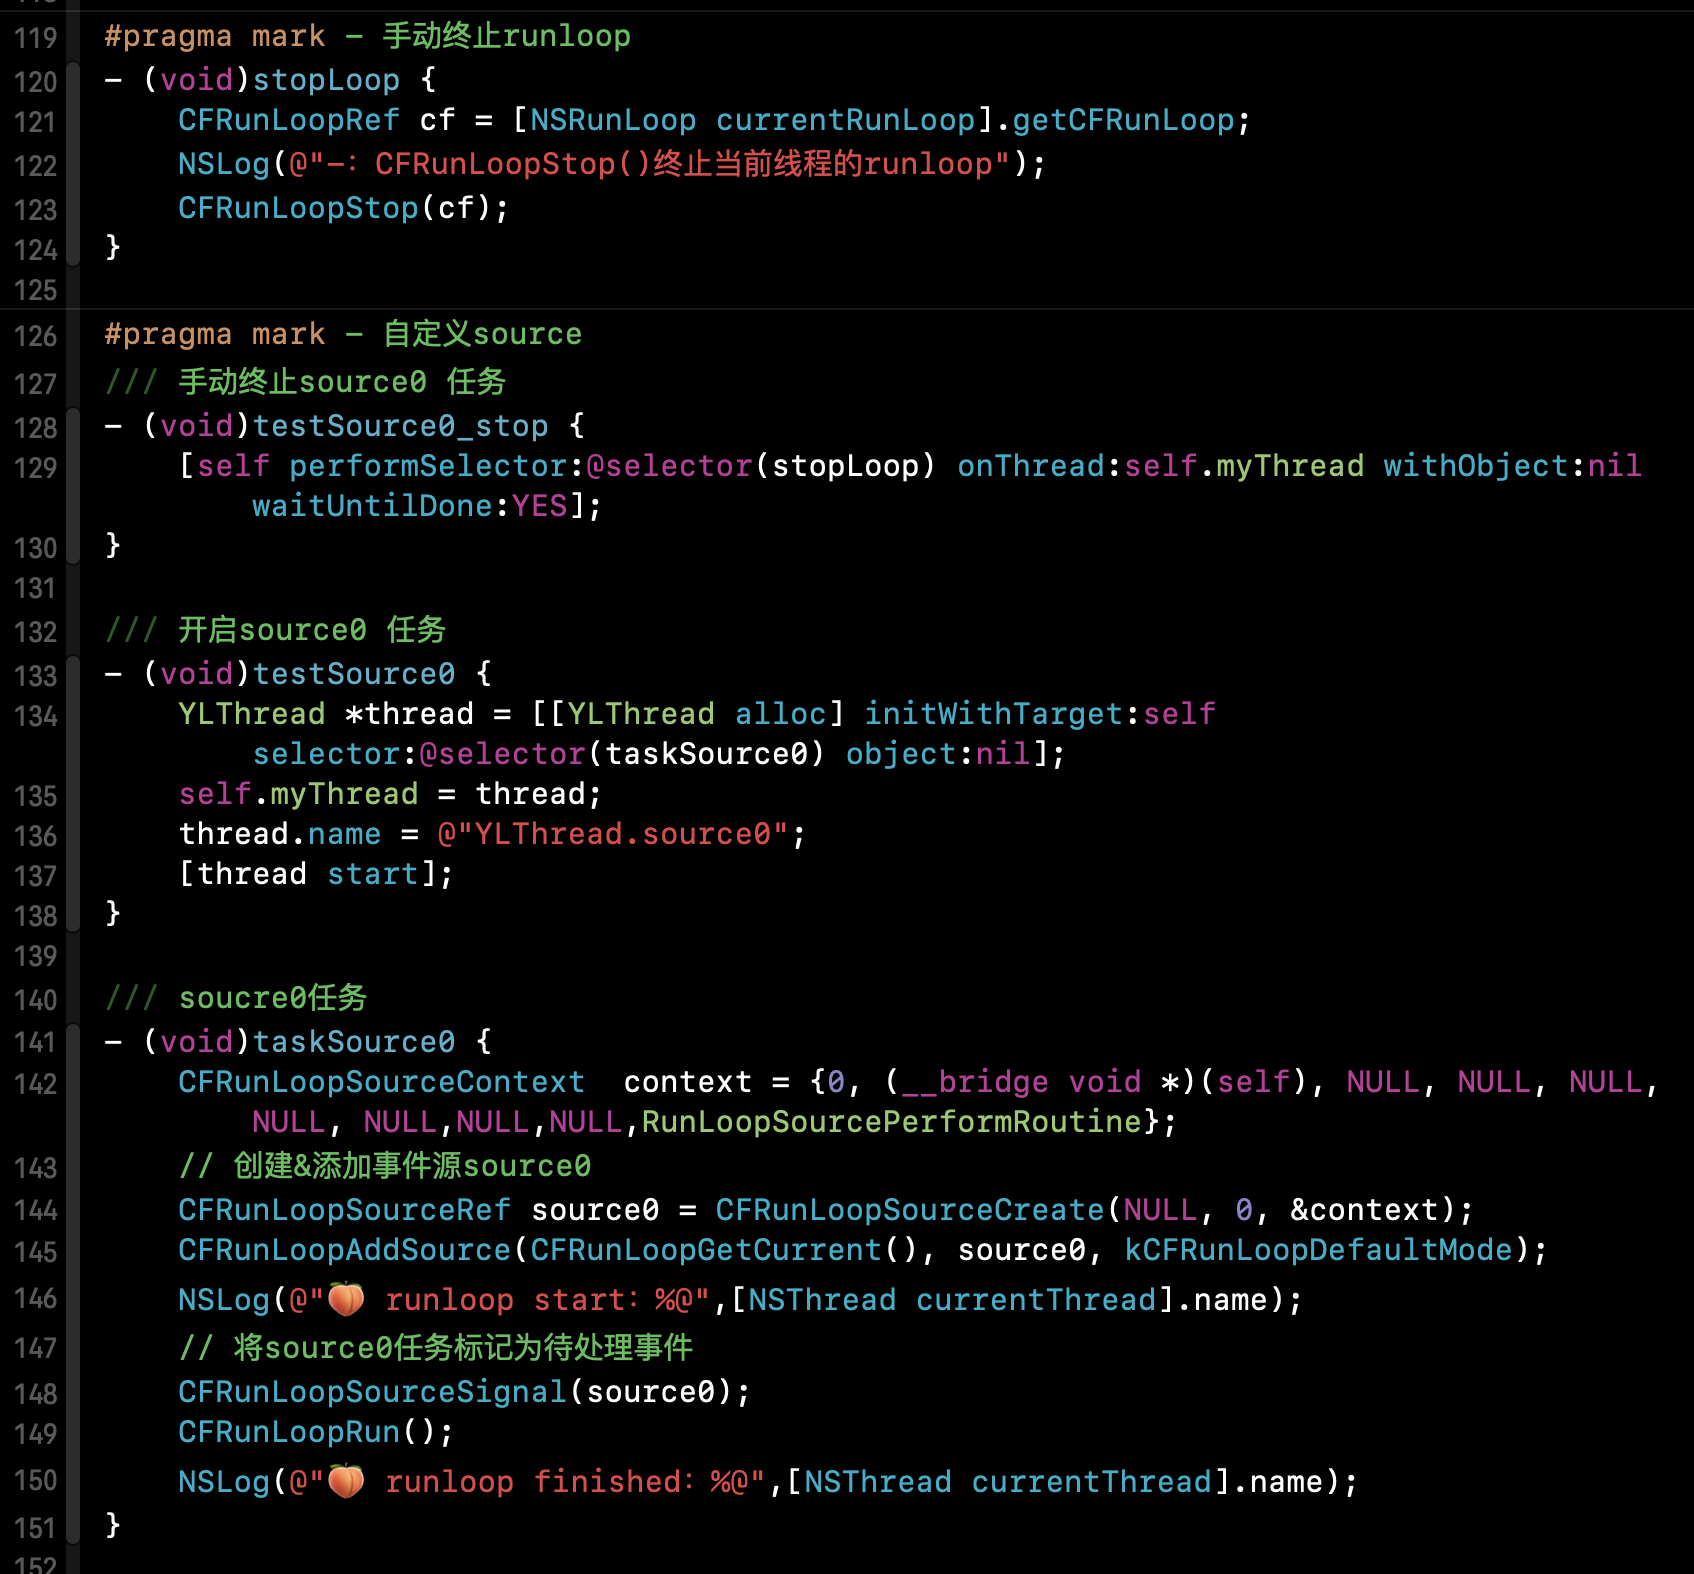 119 #pragma mark - 手动终止runloop
120 - (void)stopLoop {
121 CFRunLoopRef cf = [NSRunLoop currentRunLoop].getCFRunLoop;
122 NSLog(@"—: CFRunLoopStop()终止当前线程的runloop");
123 CFRunLoopStop(cf);
124 }
125
126 #pragma mark - 自定义source
127 /// 手动终止source0 任务
128 - (void)testSource0_stop {
129 [self performSelector:@selector(stopLoop) onThread:self.myThread withObject:nil
waitUntilDone:YES];
130 }
131
132 /// 开启source0 任务
133 - (void)testSource0 {
134 YLThread *thread = [[YLThread alloc] initWithTarget:self
selector:@selector(taskSource0) object:nil];
135 self.myThread = thread;
136 thread.name = @"YLThread.source0";
137 [thread start];
138 }
139
140 /// soucre0任务
141 - (void)taskSource0 {
142 CFRunLoopSourceContext  context = {0, (__bridge void *)(self), NULL, NULL, NULL,
NULL, NULL,NULL,NULL,RunLoopSourcePerformRoutine};
143 // 创建&添加事件源source0
144 CFRunLoopSourceRef source0 = CFRunLoopSourceCreate(NULL, 0, &context);
145 CFRunLoopAddSource(CFRunLoopGetCurrent(), source0, kCFRunLoopDefaultMode);
146 NSLog(@"🍑 runloop start: %@",[NSThread currentThread].name);
147 // 将source0任务标记为待处理事件
148 CFRunLoopSourceSignal(source0);
149 CFRunLoopRun();
150 NSLog(@"🍑 runloop finished: %@",[NSThread currentThread].name);
151 }
152